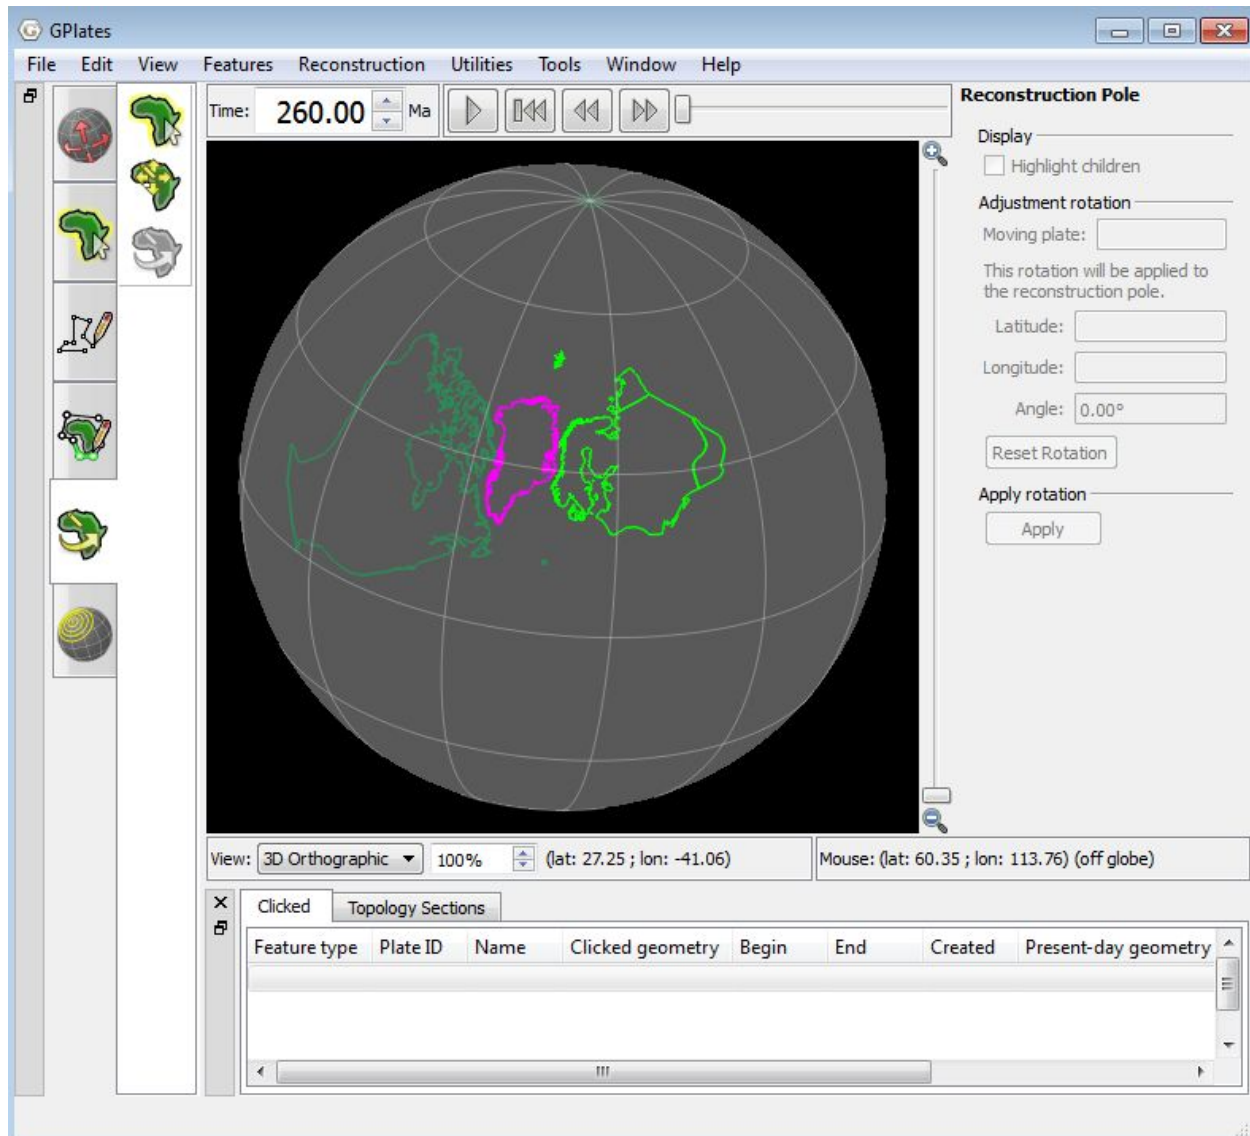 GPlates
File Edit View Features Reconstruction Utilities Tools Window Help
Time: 260.00 Ma
Reconstruction Pole
Display
Highlight children
Adjustment rotation
Moving plate:
This rotation will be applied to
the reconstruction pole.
Latitude:
Longitude:
Angle: 0.00°
Reset Rotation
Apply rotation
Apply
View: 3D Orthographic 100% (lat: 27.25 ; lon: -41.06) Mouse: (lat: 60.35 ; lon: 113.76) (off globe)
Clicked Topology Sections
Feature type Plate ID Name Clicked geometry Begin End Created Present-day geometry